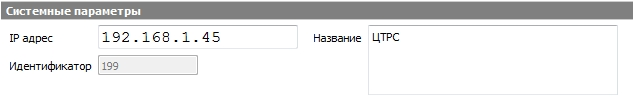 Системные параметры
IP адрес 192.168.1.45 Название ЦТРС
Идентификатор 199